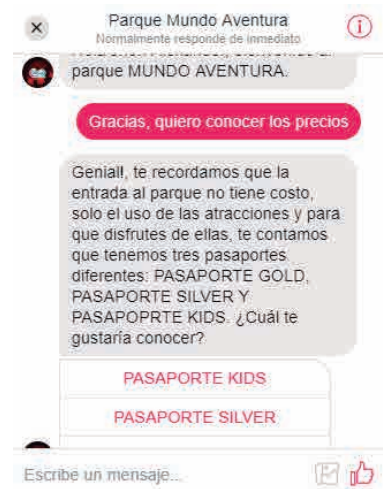 Parque Mundo Aventura
Normalmente responde de inmediato
parque MUNDO AVENTURA.
Gracias, quiero conocer los precios
Genial!, te recordamos que la
entrada al parque no tiene costo,
solo el uso de las atracciones y para
que disfrutes de ellas, te contamos
que tenemos tres pasaportes
diferentes: PASAPORTE GOLD,
PASAPORTE SILVER Y
PASAPOPRTE KIDS. ¿Cuál te
gustaría conocer?
PASAPORTE KIDS
PASAPORTE SILVER
Escribe un mensaje...